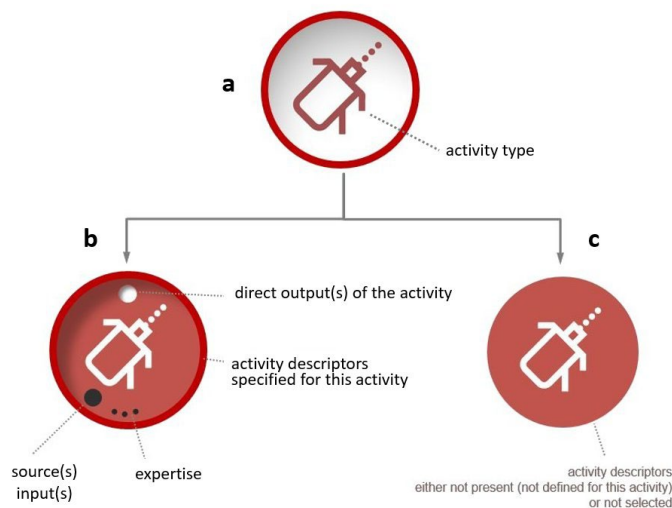 a
activity type
b
c
direct output(s) of the activity
activity descriptors
specified for this activity
source(s)
input(s)
expertise
activity descriptors
either not present (not defined for this activity)
or not selected